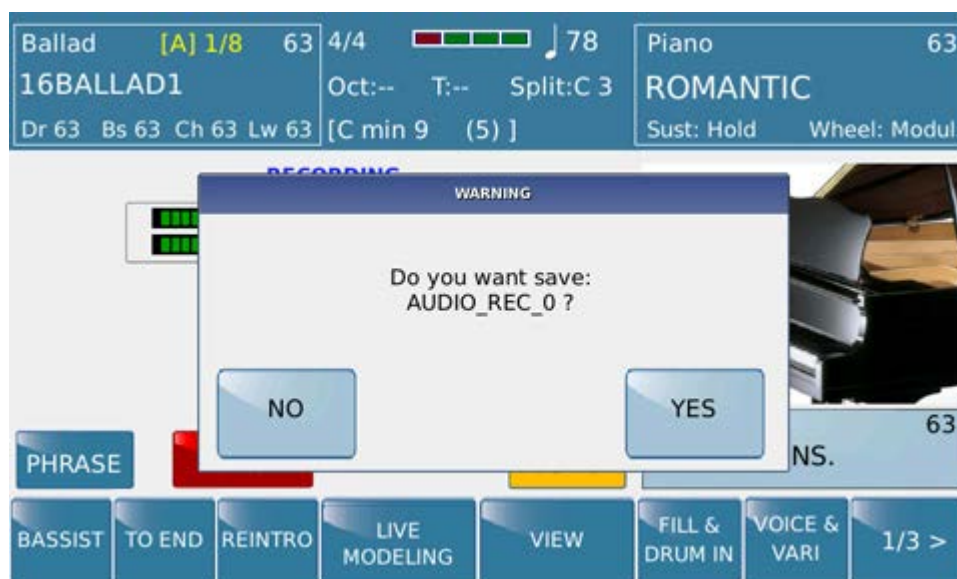 Ballad [A] 1/8 63
16BALLAD1
Dr 63 Bs 63 Ch 63 Lw 63
4/4 78
Oct:-- T:-- Split:C 3
[C min 9 (5) ]
Piano 63
ROMANTIC
Sust: Hold Wheel: Modul
RECORDING
WARNING
Do you want save:
AUDIO_REC_0 ?
NO YES
63
NS.
PHRASE
BASSIST
TO END
REINTRO
LIVE
MODELING
VIEW
FILL &
DRUM IN
VOICE &
VARI
1/3 >